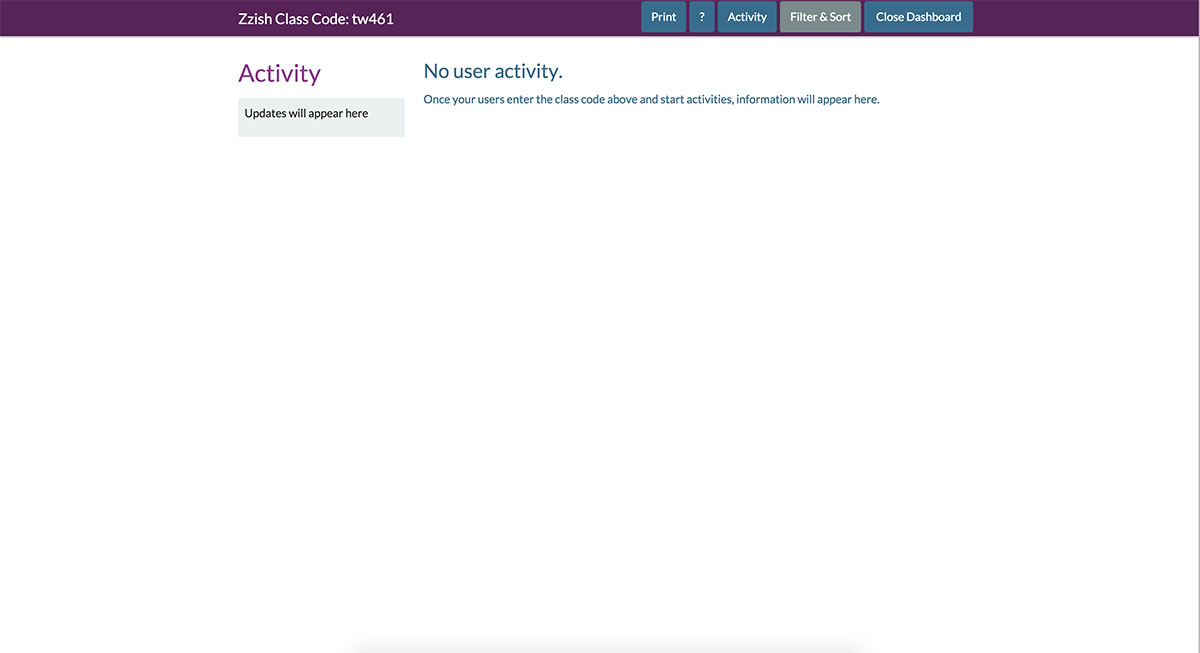 Zzish Class Code: tw461
Print
?
Activity
Filter & Sort
Close Dashboard
Activity
Updates will appear here
No user activity.
Once your users enter the class code above and start activities, information will appear here.